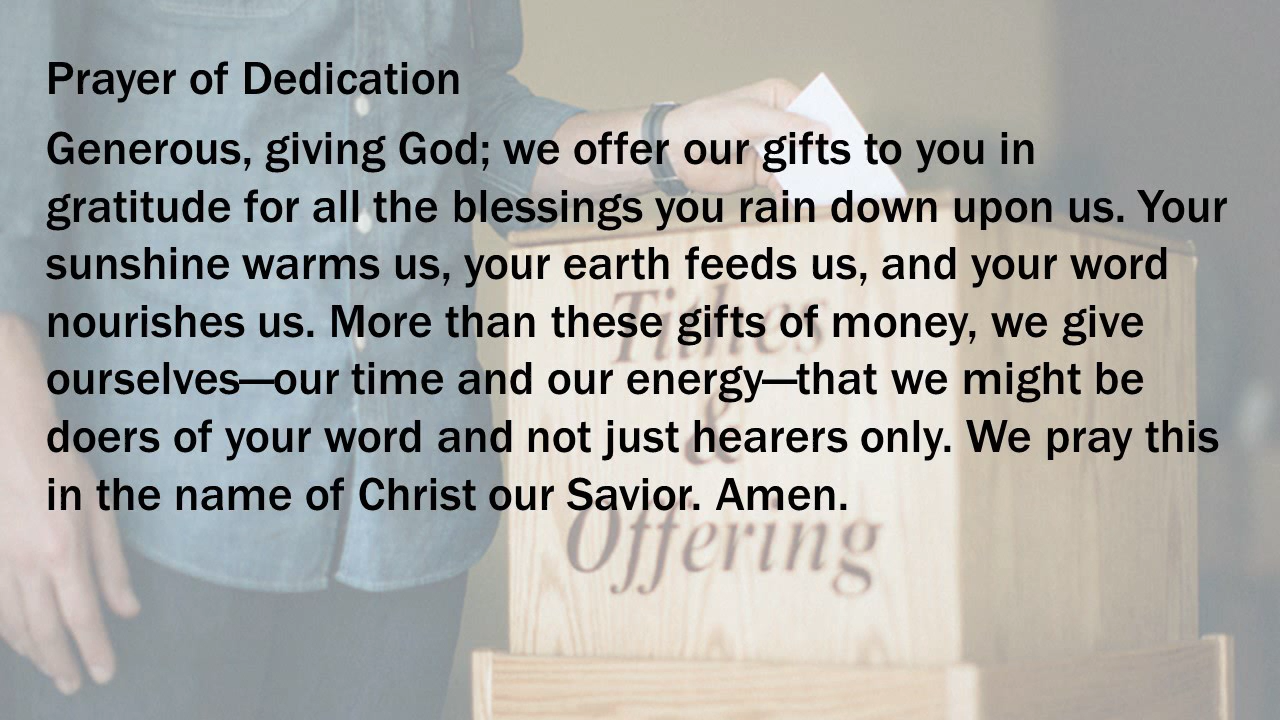 Prayer of Dedication
Generous, giving God; we offer our gifts to you in
gratitude for all the blessings you rain down upon us. Your
sunshine warms us, your earth feeds us, and your word
nourishes us. More than these gifts of money, we give
ourselves—our time and our energy—that we might be
doers of your word and not just hearers only. We pray this
in the name of Christ our Savior. Amen.
Tithes
&
Offering